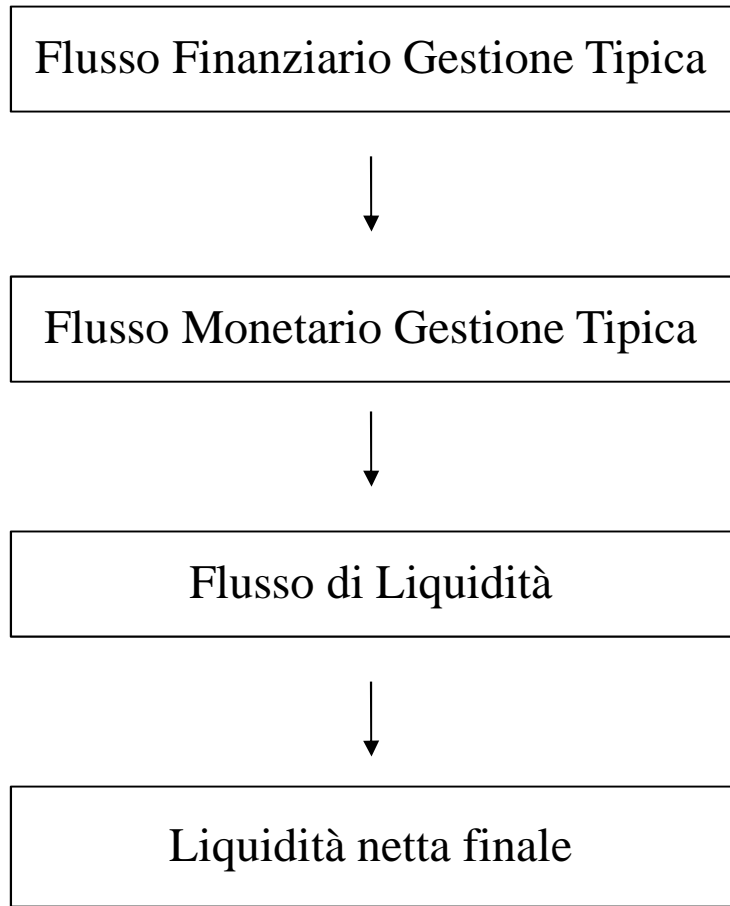 Flusso Finanziario Gestione Tipica
Flusso Monetario Gestione Tipica
Flusso di Liquidità
Liquidità netta finale